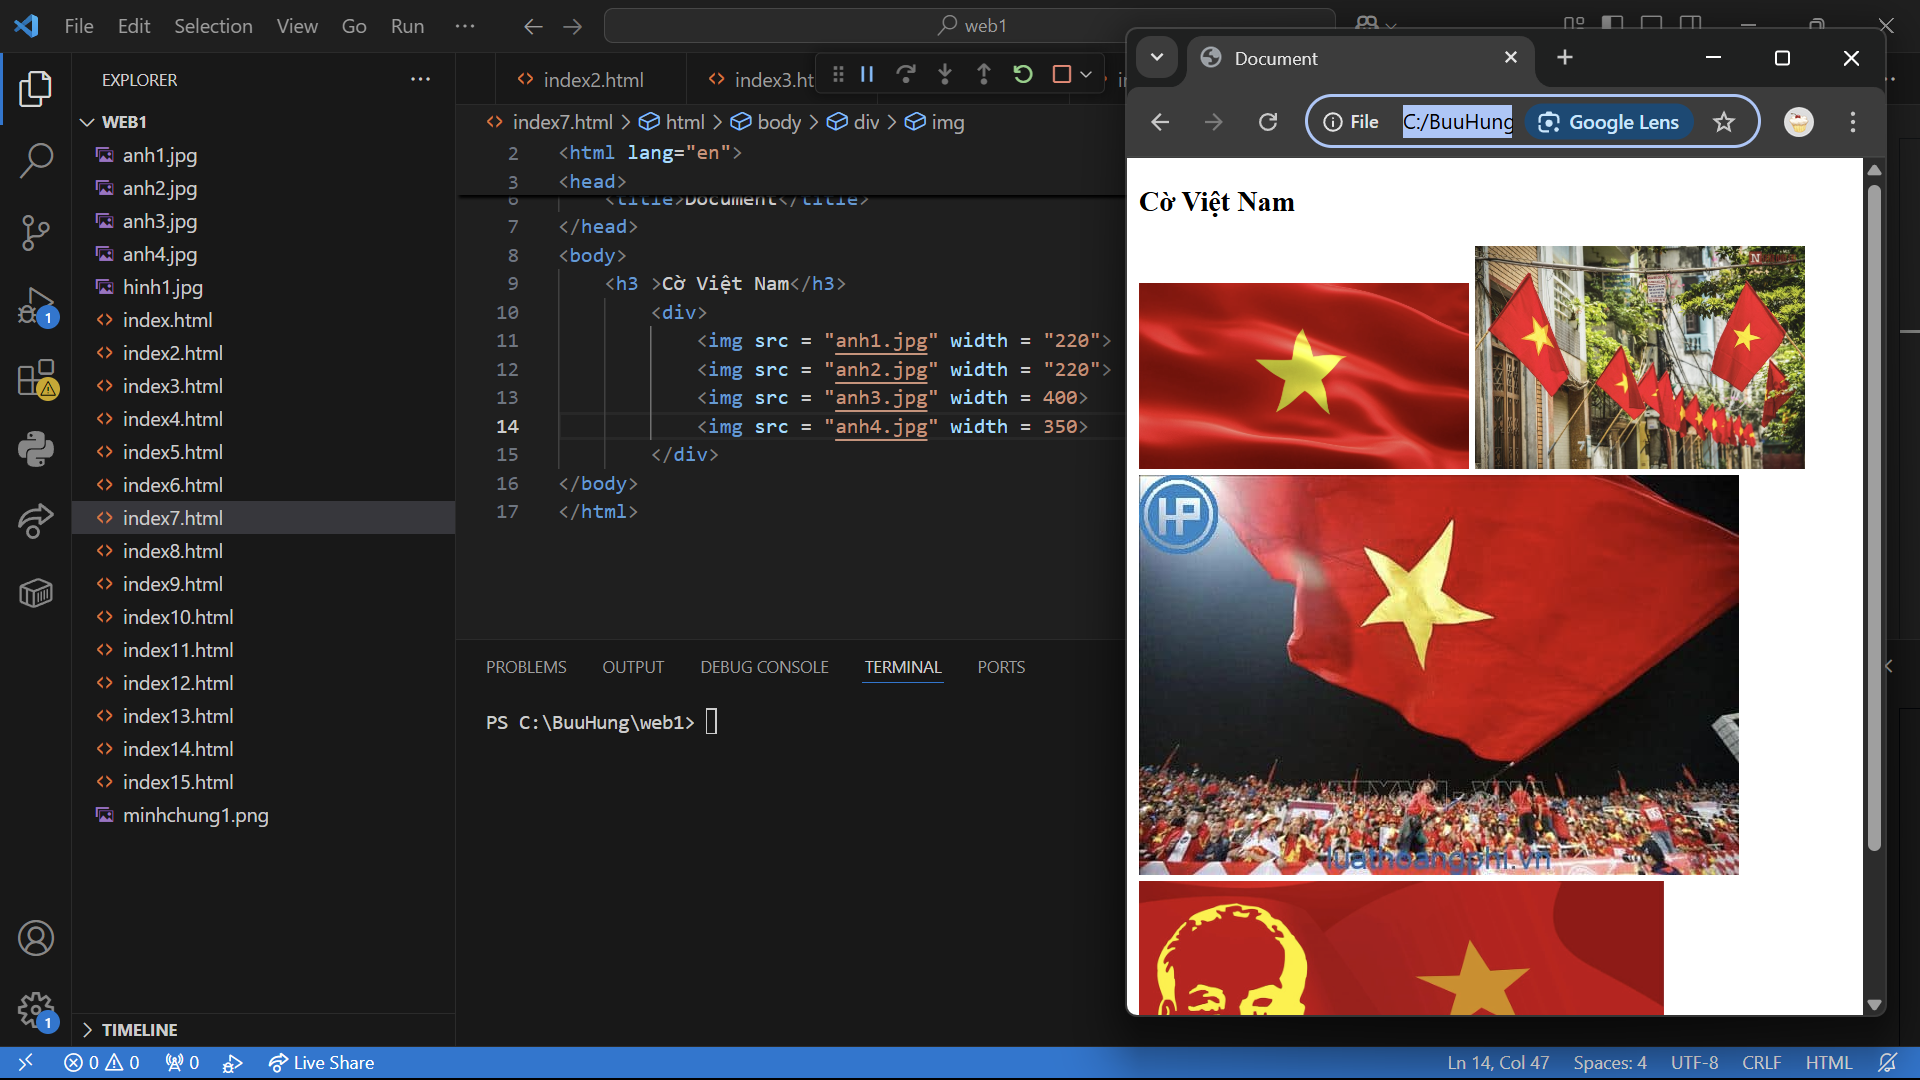 File Edit Selection View Go Run ···
web1
EXPLORER ···
WEB1
anh1.jpg
anh2.jpg
anh3.jpg
anh4.jpg
hinh1.jpg
index.html
index2.html
index3.html
index4.html
index5.html
index6.html
index7.html
index8.html
index9.html
index10.html
index11.html
index12.html
index13.html
index14.html
index15.html
minhchung1.png
TIMELINE
1
1
index2.html index3.ht
index7.html > html > body > div > img
2 <html lang="en">
3 <head>
6 <title>Document</title>
7 </head>
8 <body>
9 <h3 >Cờ Việt Nam</h3>
10 <div>
11 <img src = "anh1.jpg" width = "220">
12 <img src = "anh2.jpg" width = "220">
13 <img src = "anh3.jpg" width = 400>
14 <img src = "anh4.jpg" width = 350>
15 </div>
16 </body>
17 </html>
PROBLEMS OUTPUT DEBUG CONSOLE TERMINAL PORTS
PS C:\BuuHung\web1>
Document
File C:/BuuHung Google Lens
Cờ Việt Nam
HP
luathoangphi.vn
0 0 0 Live Share
Ln 14, Col 47 Spaces: 4 UTF-8 CRLF HTML